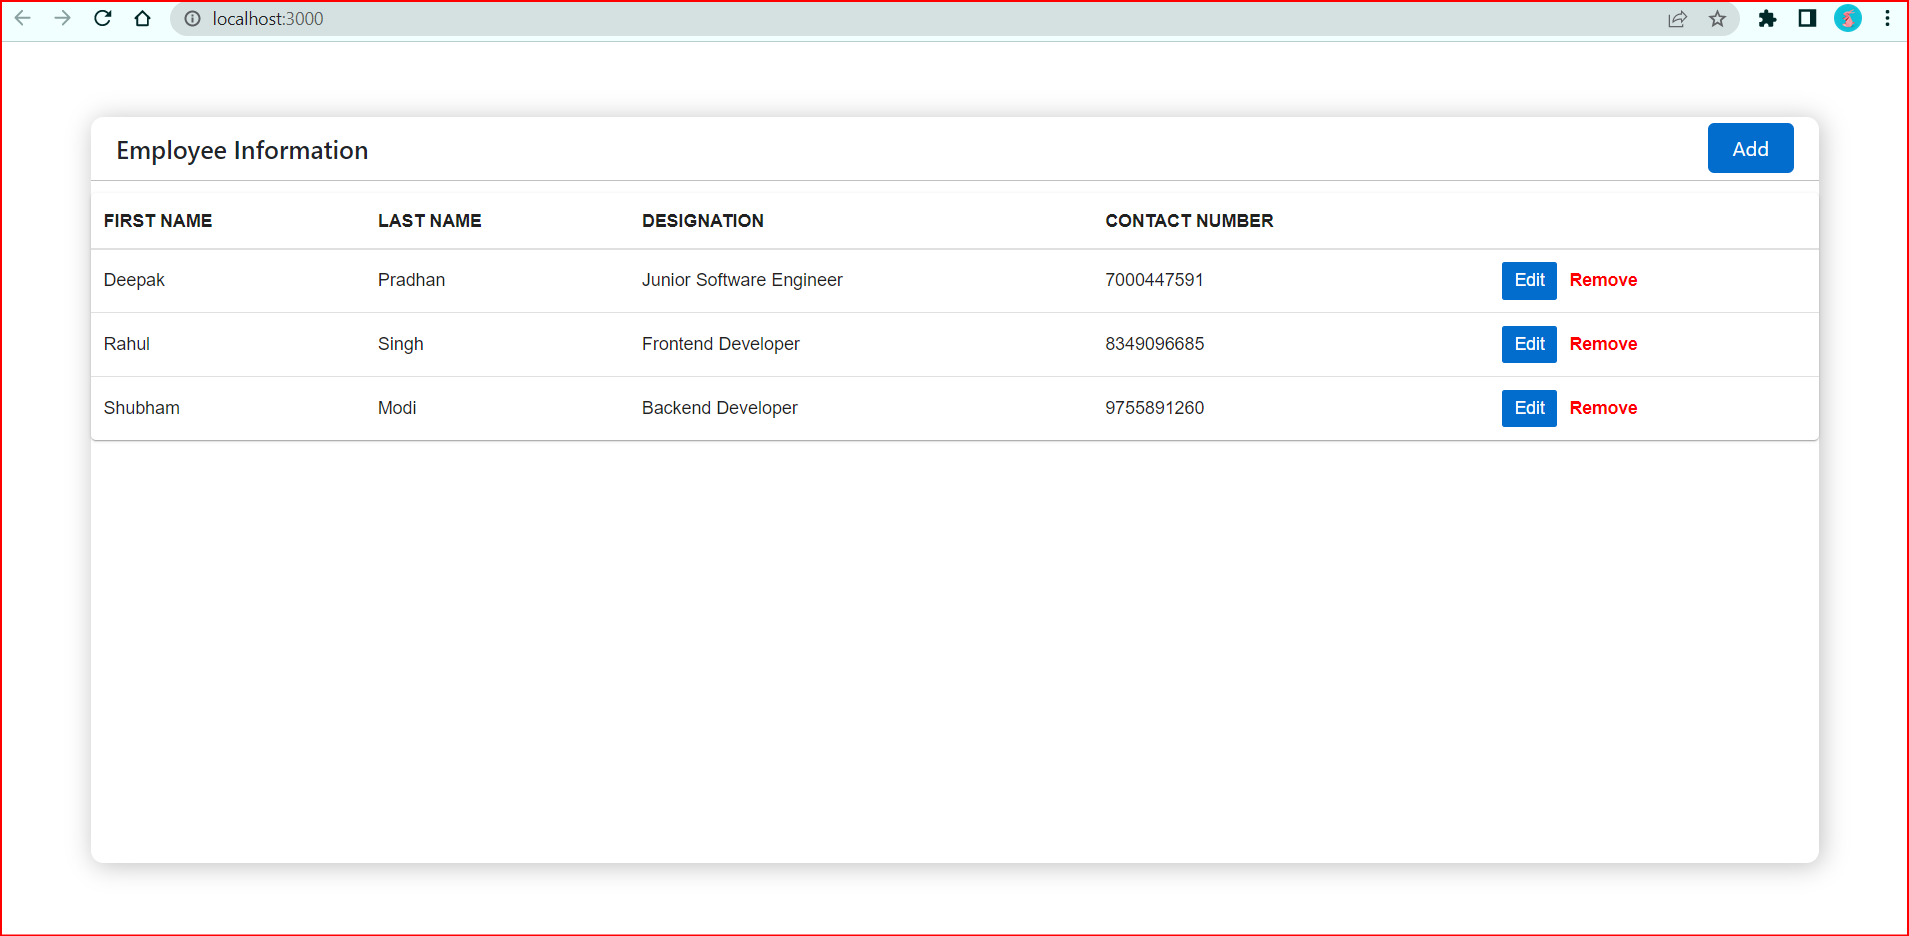 localhost:3000
Employee Information Add
FIRST NAME LAST NAME DESIGNATION CONTACT NUMBER
Deepak Pradhan Junior Software Engineer 7000447591 Edit Remove
Rahul Singh Frontend Developer 8349096685 Edit Remove
Shubham Modi Backend Developer 9755891260 Edit Remove